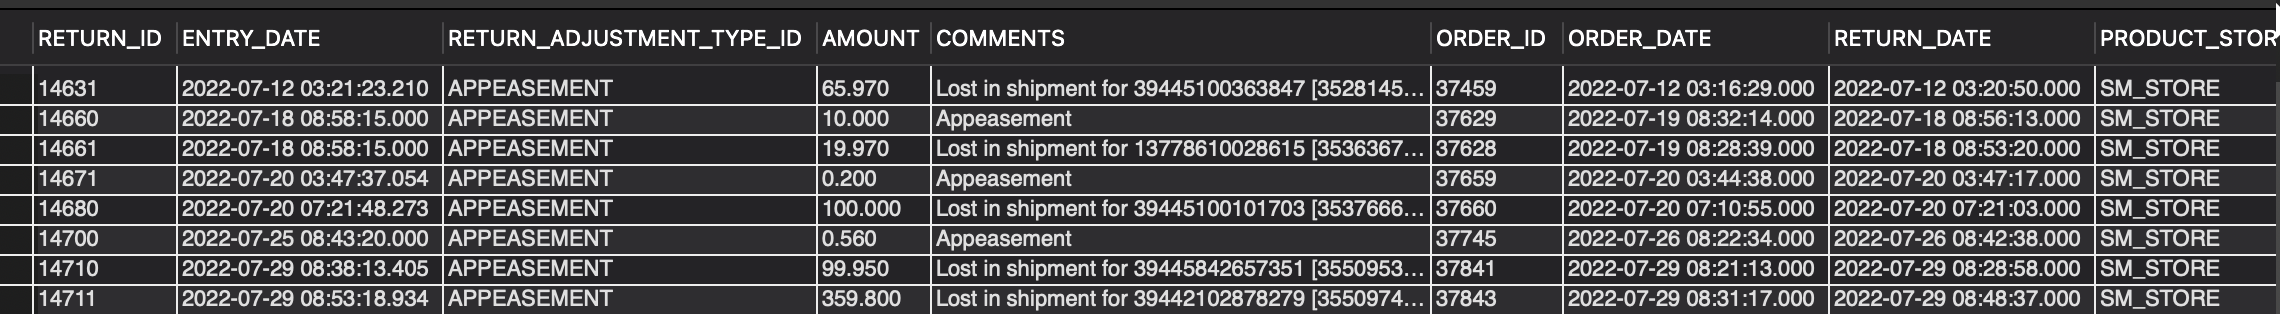 RETURN_ID ENTRY_DATE RETURN_ADJUSTMENT_TYPE_ID AMOUNT COMMENTS ORDER_ID ORDER_DATE RETURN_DATE PRODUCT_STOR
14631 2022-07-12 03:21:23.210 APPEASEMENT 65.970 Lost in shipment for 39445100363847 [3528145... 37459 2022-07-12 03:16:29.000 2022-07-12 03:20:50.000 SM_STORE
14660 2022-07-18 08:58:15.000 APPEASEMENT 10.000 Appeasement 37629 2022-07-19 08:32:14.000 2022-07-18 08:56:13.000 SM_STORE
14661 2022-07-18 08:58:15.000 APPEASEMENT 19.970 Lost in shipment for 13778610028615 [3536367... 37628 2022-07-19 08:28:39.000 2022-07-18 08:53:20.000 SM_STORE
14671 2022-07-20 03:47:37.054 APPEASEMENT 0.200 Appeasement 37659 2022-07-20 03:44:38.000 2022-07-20 03:47:17.000 SM_STORE
14680 2022-07-20 07:21:48.273 APPEASEMENT 100.000 Lost in shipment for 39445100101703 [3537666... 37660 2022-07-20 07:10:55.000 2022-07-20 07:21:03.000 SM_STORE
14700 2022-07-25 08:43:20.000 APPEASEMENT 0.560 Appeasement 37745 2022-07-26 08:22:34.000 2022-07-26 08:42:38.000 SM_STORE
14710 2022-07-29 08:38:13.405 APPEASEMENT 99.950 Lost in shipment for 39445842657351 [3550953... 37841 2022-07-29 08:21:13.000 2022-07-29 08:28:58.000 SM_STORE
14711 2022-07-29 08:53:18.934 APPEASEMENT 359.800 Lost in shipment for 39442102878279 [3550974... 37843 2022-07-29 08:31:17.000 2022-07-29 08:48:37.000 SM_STORE